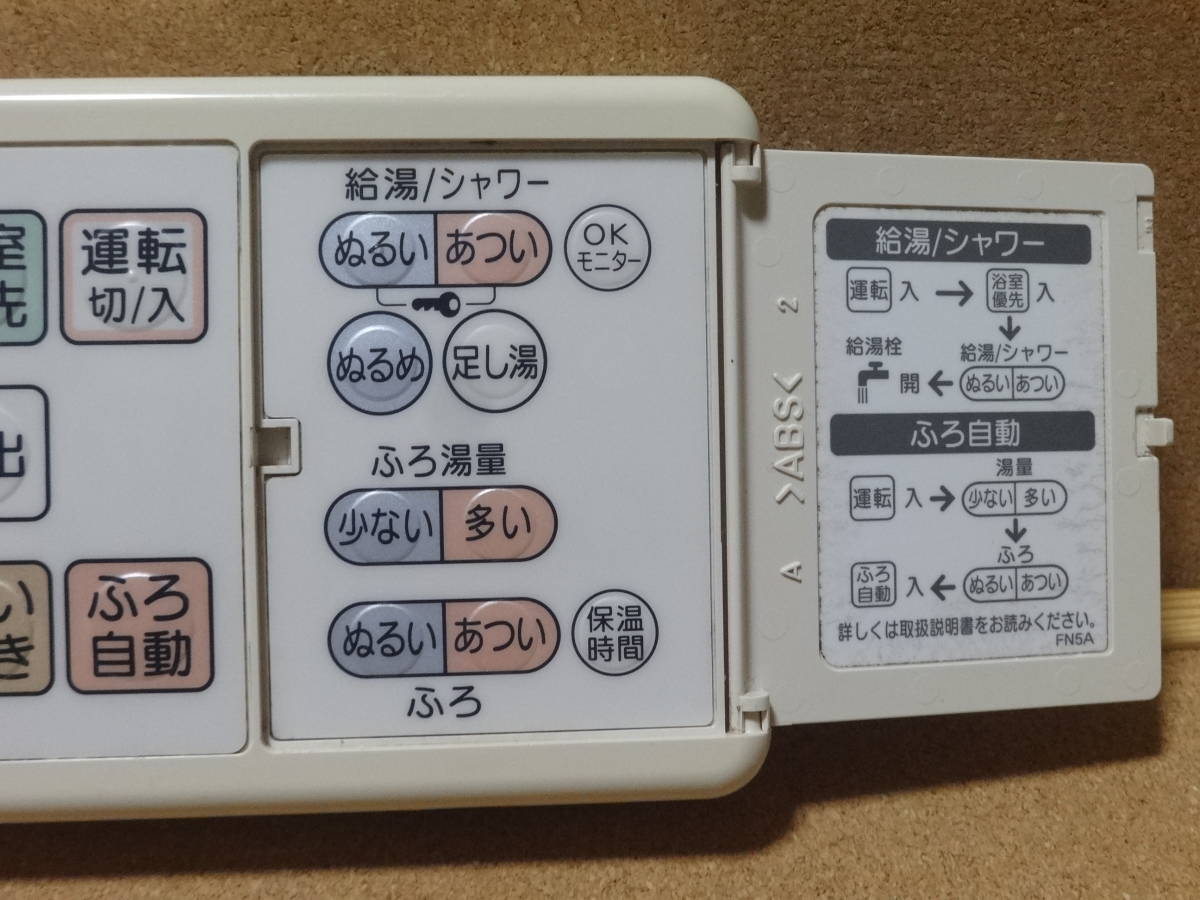 室
先
運転
切/入
出
い
き
ふろ
自動
給湯/シャワー
ぬるい あつい
OK
モニター
ぬるめ 足し湯
ふろ湯量
少ない 多い
ぬるい あつい
保温
時間
ふろ
A >ABS< 2
給湯/シャワー
運転 入 → 浴室
優先 入
↓
給湯栓 給湯/シャワー
開 ← ぬるい あつい
ふろ自動
湯量
運転 入 → 少ない 多い
↓
ふろ
ふろ
自動 入 ← ぬるい あつい
詳しくは取扱説明書をお読みください。
FN5A